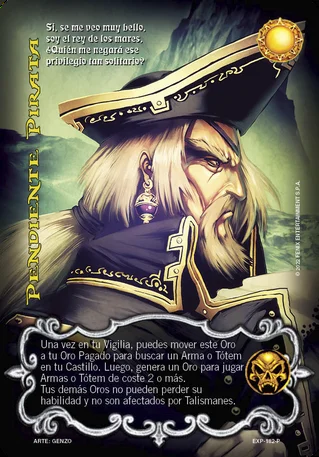 Si, se me veo muy bello,
soy el rey de los mares,
¿Quién me negará ese
privilegio tan solitario?
PENDIENTE PIRATA
© 2022 FENIX ENTERTAINMENT S.P.A.
Una vez en tu Vigilia, puedes mover este Oro
a tu Oro Pagado para buscar un Arma o Tótem
en tu Castillo. Luego, genera un Oro para jugar
Armas o Tótem de coste 2 o más.
Tus demás Oros no pueden perder su
habilidad y no son afectados por Talismanes.
ARTE: GENZO
EXP-182-P